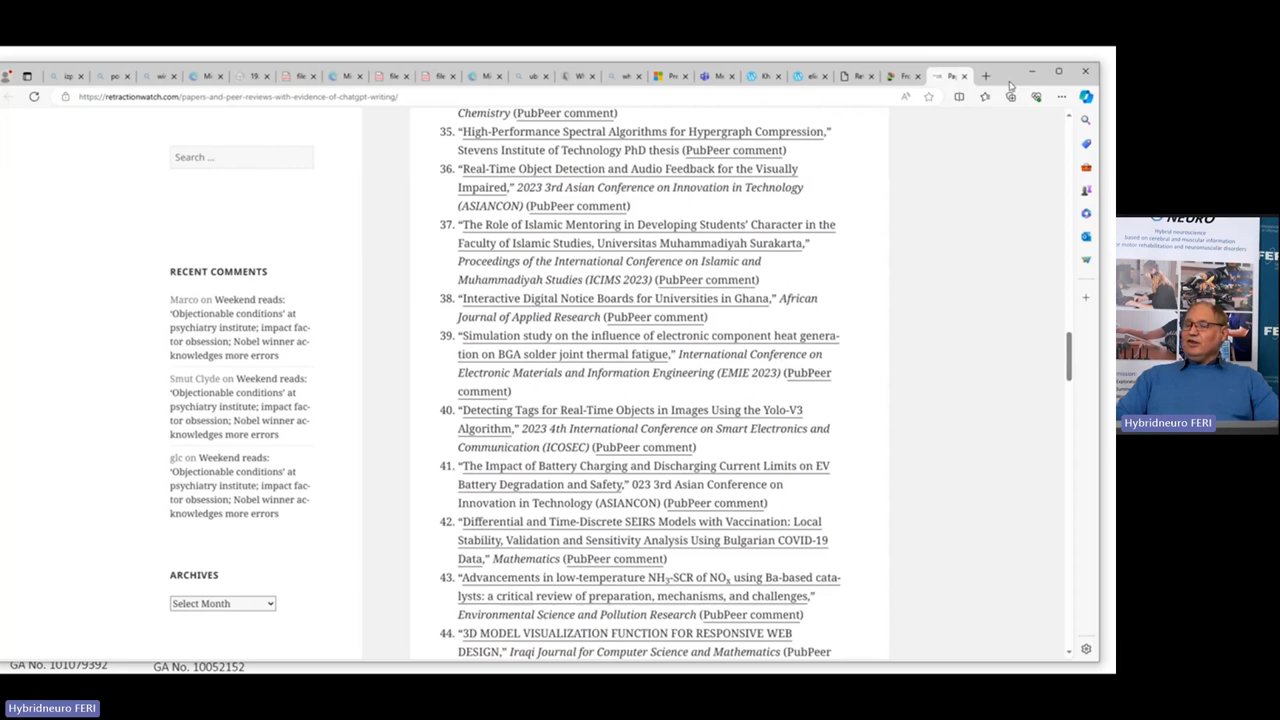 https://retractionwatch.com/papers-and-peer-reviews-with-evidence-of-chatgpt-writing/
Search …
RECENT COMMENTS
Marco on Weekend reads:
‘Objectionable conditions’ at
psychiatry institute; impact fac-
tor obsession; Nobel winner ac-
knowledges more errors
Smut Clyde on Weekend reads:
‘Objectionable conditions’ at
psychiatry institute; impact fac-
tor obsession; Nobel winner ac-
knowledges more errors
glc on Weekend reads:
‘Objectionable conditions’ at
psychiatry institute; impact fac-
tor obsession; Nobel winner ac-
knowledges more errors
ARCHIVES
Select Month
Chemistry (PubPeer comment)
35. “High-Performance Spectral Algorithms for Hypergraph Compression,”
Stevens Institute of Technology PhD thesis (PubPeer comment)
36. “Real-Time Object Detection and Audio Feedback for the Visually
Impaired,” 2023 3rd Asian Conference on Innovation in Technology
(ASIANCON) (PubPeer comment)
37. “The Role of Islamic Mentoring in Developing Students’ Character in the
Faculty of Islamic Studies, Universitas Muhammadiyah Surakarta,”
Proceedings of the International Conference on Islamic and
Muhammadiyah Studies (ICIMS 2023) (PubPeer comment)
38. “Interactive Digital Notice Boards for Universities in Ghana,” African
Journal of Applied Research (PubPeer comment)
39. “Simulation study on the influence of electronic component heat genera-
tion on BGA solder joint thermal fatigue,” International Conference on
Electronic Materials and Information Engineering (EMIE 2023) (PubPeer
comment)
40. “Detecting Tags for Real-Time Objects in Images Using the Yolo-V3
Algorithm,” 2023 4th International Conference on Smart Electronics and
Communication (ICOSEC) (PubPeer comment)
41. “The Impact of Battery Charging and Discharging Current Limits on EV
Battery Degradation and Safety,” 023 3rd Asian Conference on
Innovation in Technology (ASIANCON) (PubPeer comment)
42. “Differential and Time-Discrete SEIRS Models with Vaccination: Local
Stability, Validation and Sensitivity Analysis Using Bulgarian COVID-19
Data,” Mathematics (PubPeer comment)
43. “Advancements in low-temperature NH₃-SCR of NOₓ using Ba-based cata-
lysts: a critical review of preparation, mechanisms, and challenges,”
Environmental Science and Pollution Research (PubPeer comment)
44. “3D MODEL VISUALIZATION FUNCTION FOR RESPONSIVE WEB
DESIGN,” Iraqi Journal for Computer Science and Mathematics (PubPeer
GA No. 101079392 GA No. 10052152
NEURO
Hybrid neuroscience
based on cerebral and muscular information
motor rehabilitation and neuromuscular disorders
Hybridneuro FERI
Hybridneuro FERI